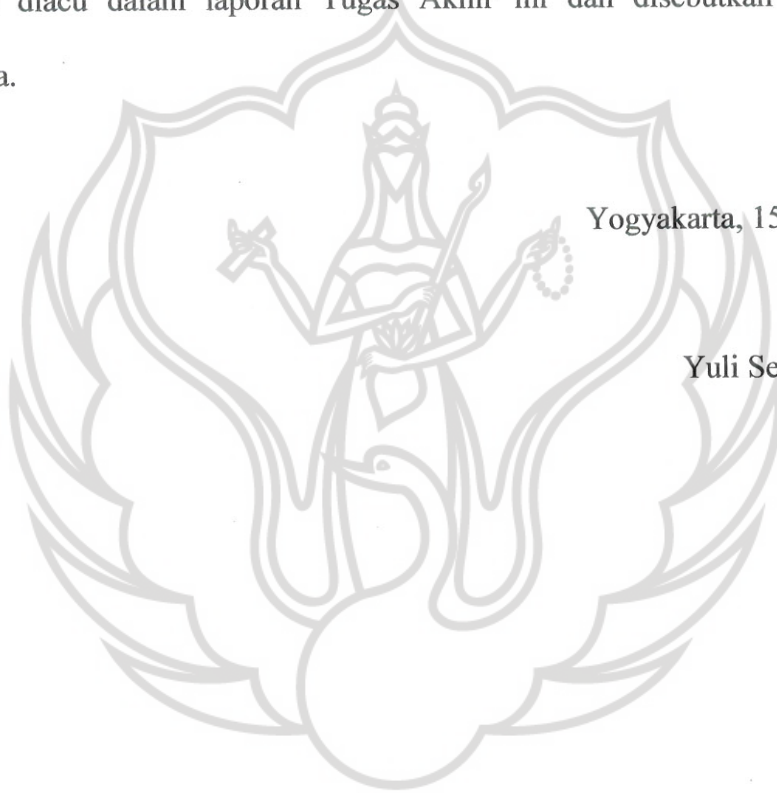 diacu dalam laporan Tugas Akhir ini dan disebutkan
a.
Yogyakarta, 15
Yuli Se